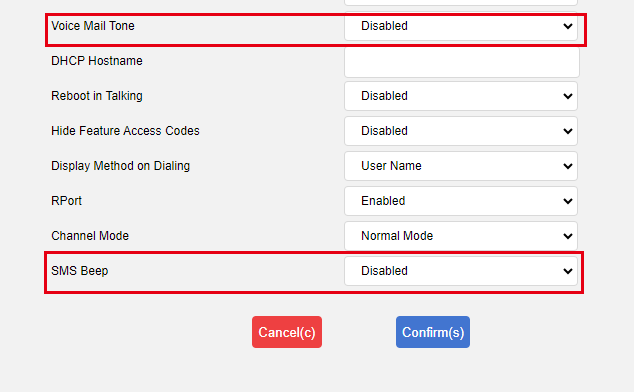 Voice Mail Tone Disabled
DHCP Hostname
Reboot in Talking Disabled
Hide Feature Access Codes Disabled
Display Method on Dialing User Name
RPort Enabled
Channel Mode Normal Mode
SMS Beep Disabled
Cancel(c) Confirm(s)